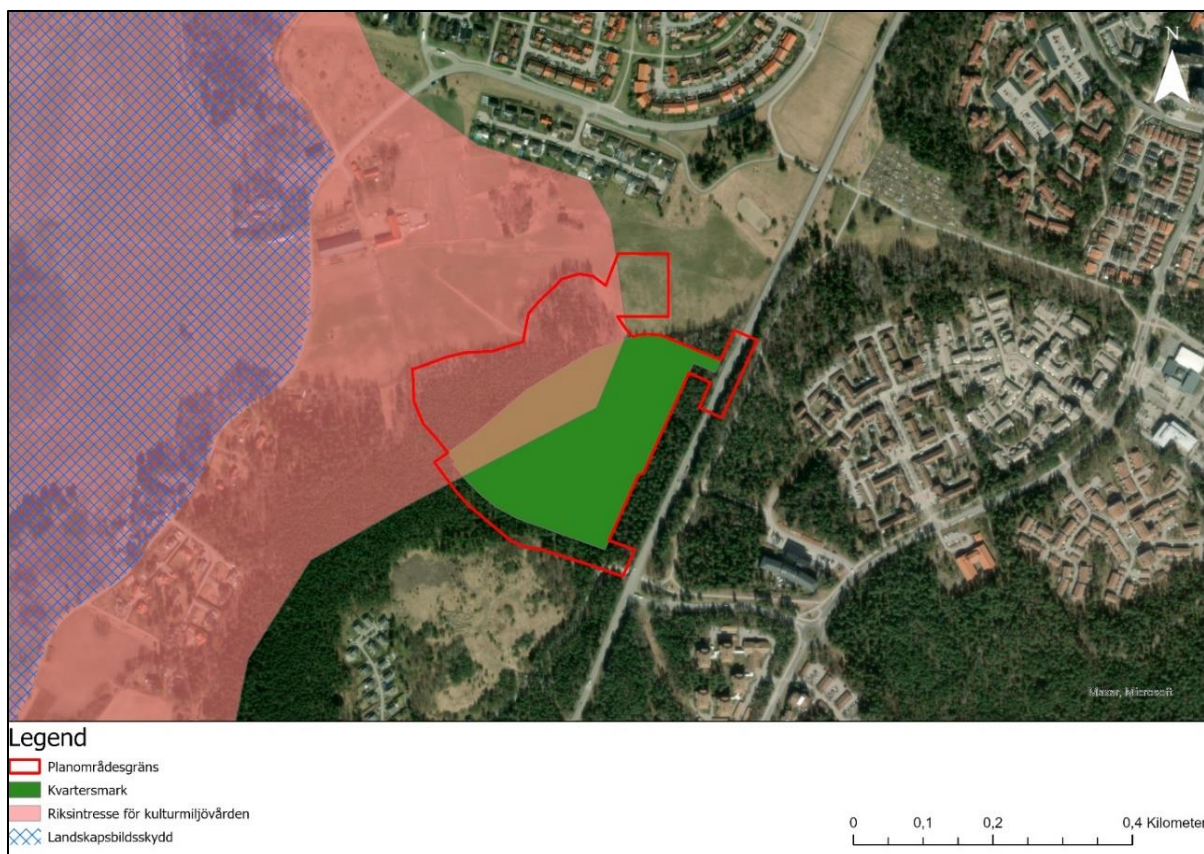 N
Maxar, Microsoft
Legend
Planområdesgräns
Kvartersmark
Riksintresse för kulturmiljövården
Landskapsbildsskydd
0 0,1 0,2 0,4 Kilometer